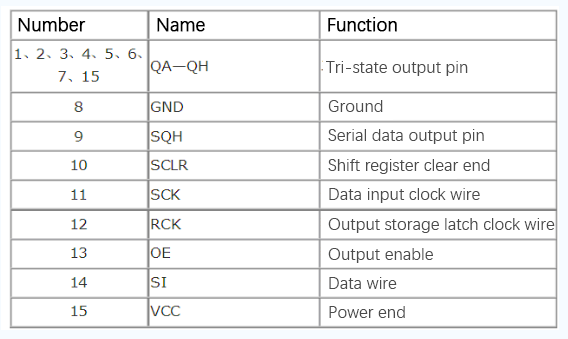 Number Name Function
1、2、3、4、5、6、
7、15 QA—QH Tri-state output pin
8 GND Ground
9 SQH Serial data output pin
10 SCLR Shift register clear end
11 SCK Data input clock wire
12 RCK Output storage latch clock wire
13 OE Output enable
14 SI Data wire
15 VCC Power end